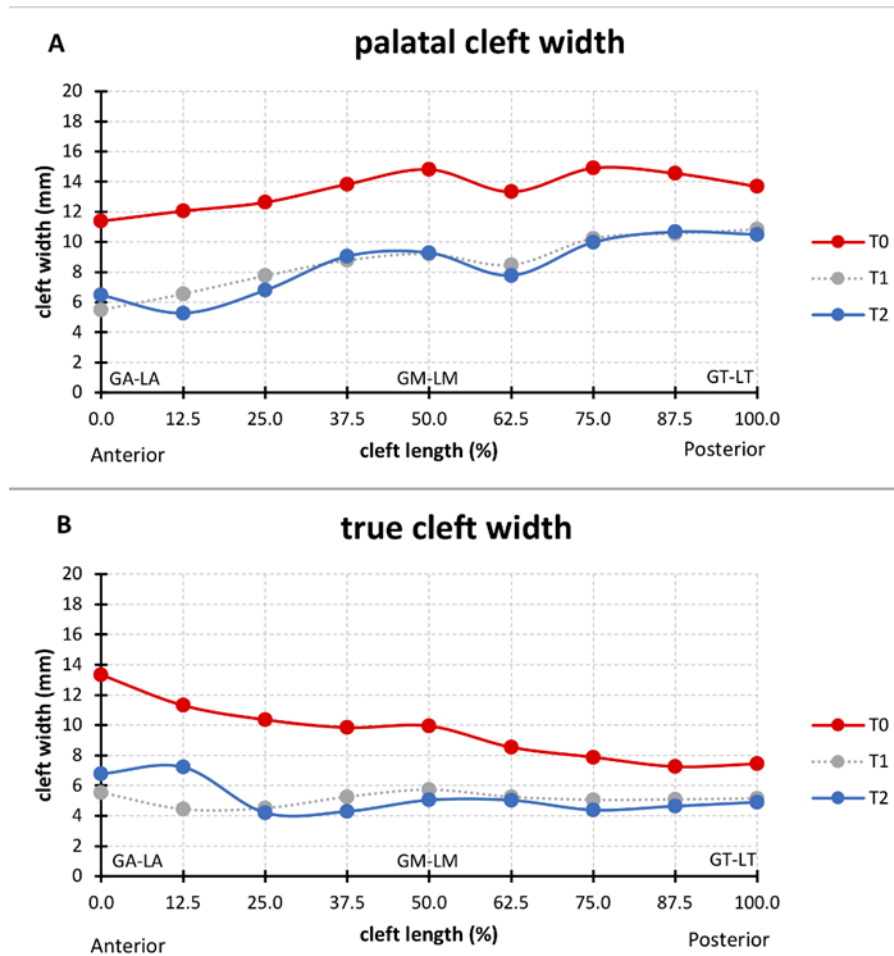 A
palatal cleft width
20
18
16
14
12
10
8
6
4
2
0
cleft width (mm)
GA-LA GM-LM GT-LT
0.0 12.5 25.0 37.5 50.0 62.5 75.0 87.5 100.0
Anterior cleft length (%) Posterior
T0
T1
T2
B
true cleft width
20
18
16
14
12
10
8
6
4
2
0
cleft width (mm)
GA-LA GM-LM GT-LT
0.0 12.5 25.0 37.5 50.0 62.5 75.0 87.5 100.0
Anterior cleft length (%) Posterior
T0
T1
T2